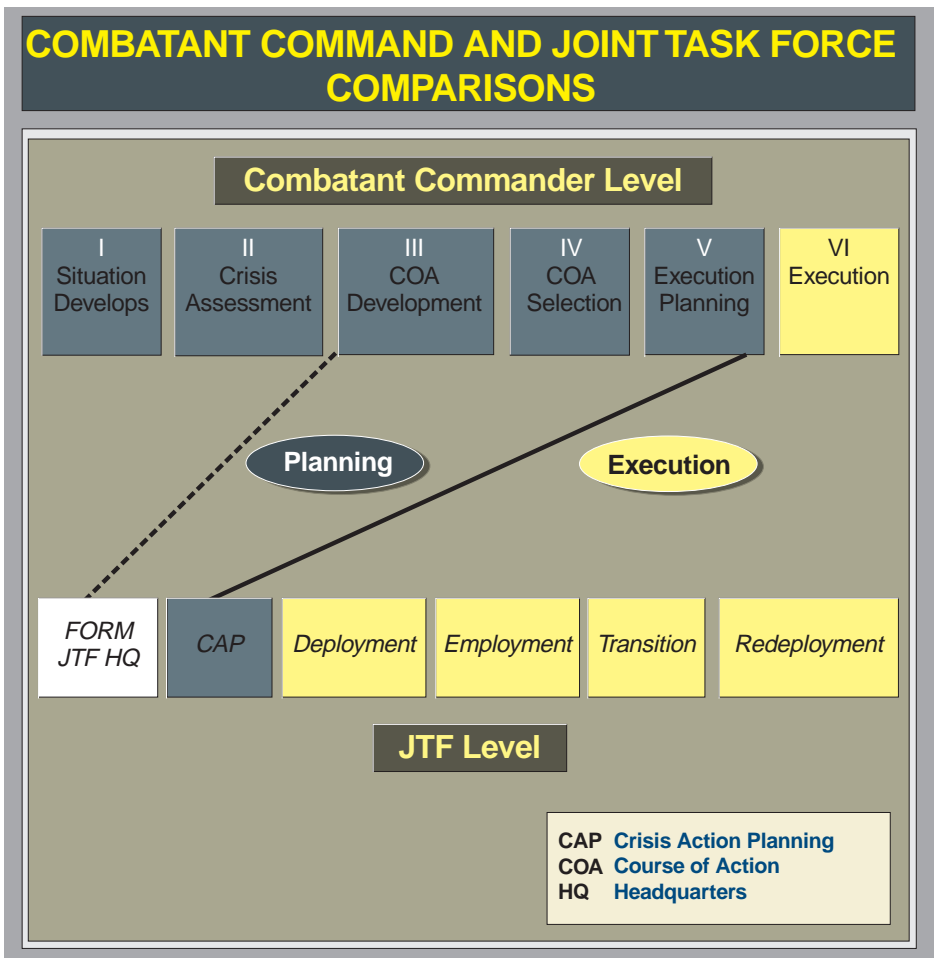 COMBATANT COMMAND AND JOINT TASK FORCE
COMPARISONS
Combatant Commander Level
I
Situation
Develops
II
Crisis
Assessment
III
COA
Development
IV
COA
Selection
V
Execution
Planning
VI
Execution
Planning
Execution
FORM
JTF HQ
CAP
Deployment
Employment
Transition
Redeployment
JTF Level
CAP Crisis Action Planning
COA Course of Action
HQ Headquarters